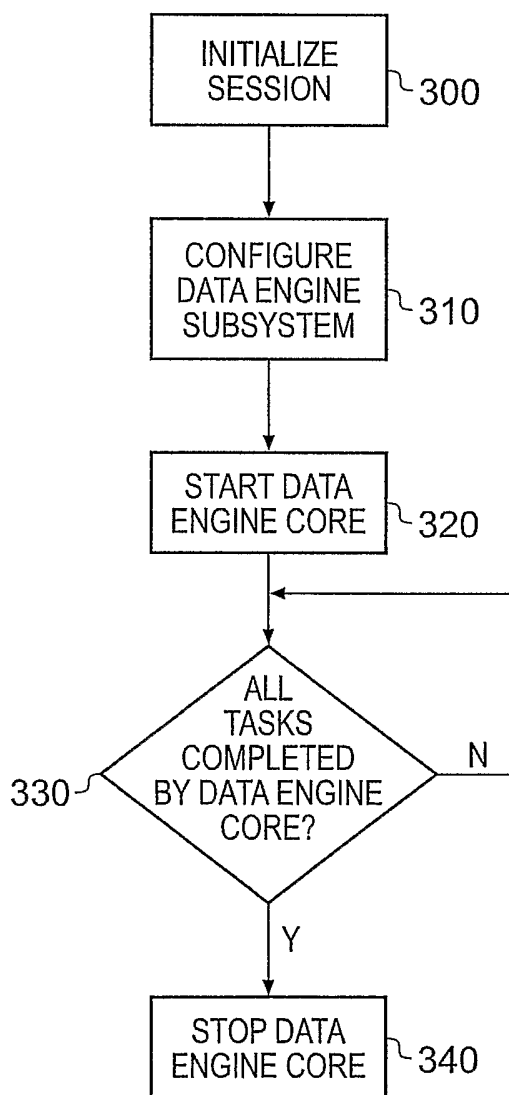 INITIALIZE
SESSION
300
CONFIGURE
DATA ENGINE
SUBSYSTEM
310
START DATA
ENGINE CORE
320
ALL
TASKS
COMPLETED
BY DATA ENGINE
CORE?
330
N
Y
STOP DATA
ENGINE CORE
340